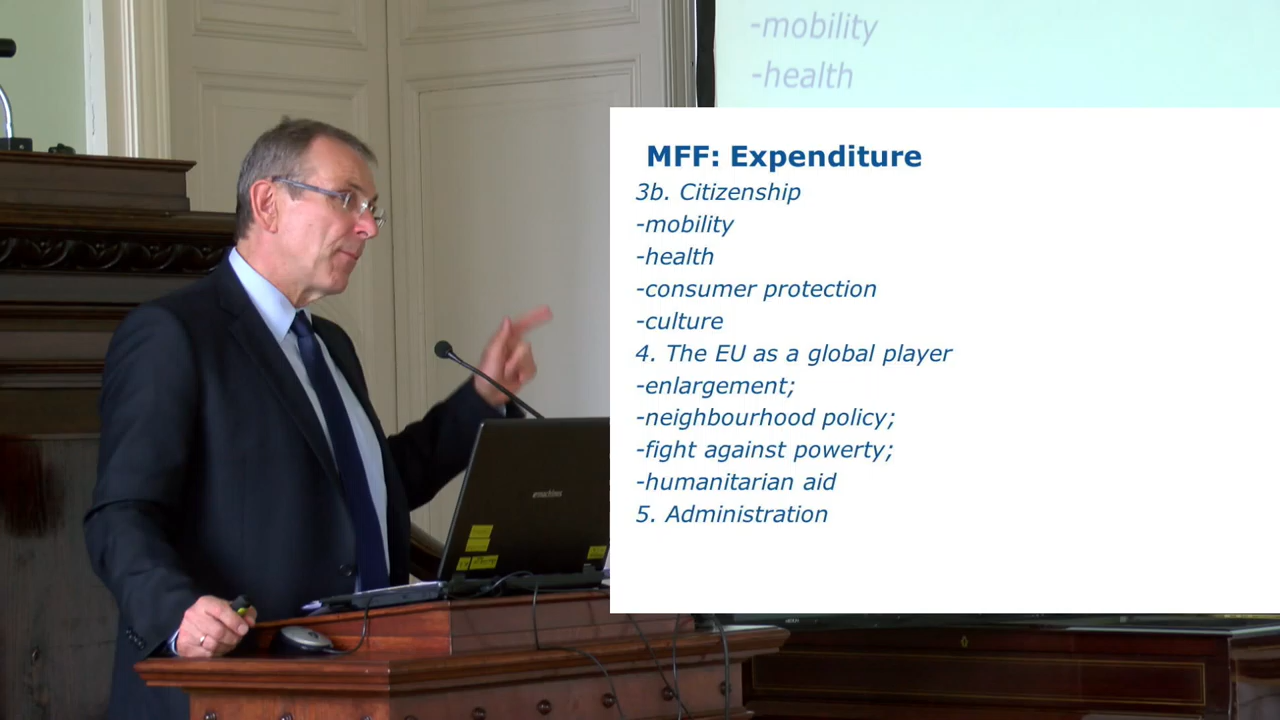 -mobility
-health
MFF: Expenditure
3b. Citizenship
-mobility
-health
-consumer protection
-culture
4. The EU as a global player
-enlargement;
-neighbourhood policy;
-fight against powerty;
-humanitarian aid
5. Administration
emachines